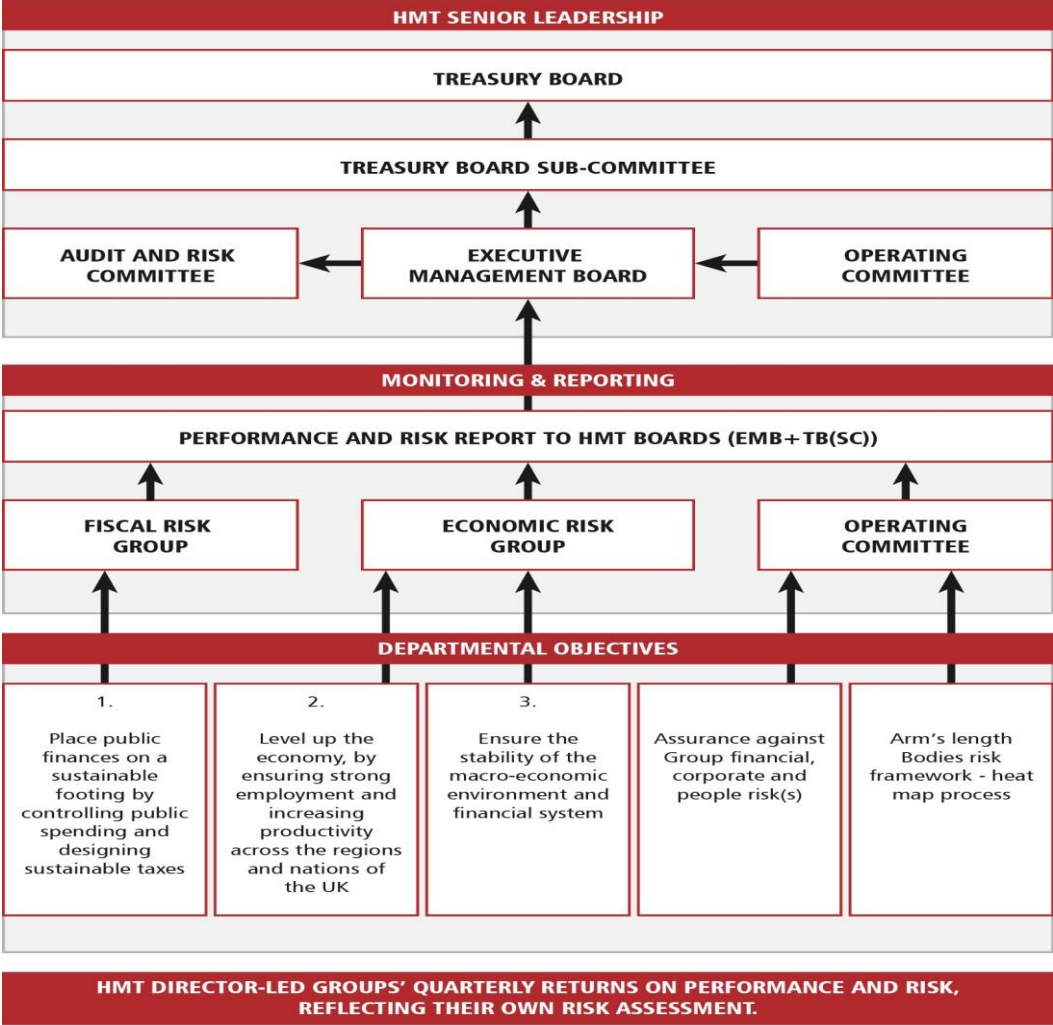 HMT SENIOR LEADERSHIP
TREASURY BOARD
TREASURY BOARD SUB-COMMITTEE
AUDIT AND RISK
COMMITTEE
EXECUTIVE
MANAGEMENT BOARD
OPERATING
COMMITTEE
MONITORING & REPORTING
PERFORMANCE AND RISK REPORT TO HMT BOARDS (EMB+TB(SC))
FISCAL RISK
GROUP
ECONOMIC RISK
GROUP
OPERATING
COMMITTEE
DEPARTMENTAL OBJECTIVES
1.
Place public
finances on a
sustainable
footing by
controlling public
spending and
designing
sustainable taxes
2.
Level up the
economy, by
ensuring strong
employment and
increasing
productivity
across the regions
and nations of
the UK
3.
Ensure the
stability of the
macro-economic
environment and
financial system
Assurance against
Group financial,
corporate and
people risk(s)
Arm’s length
Bodies risk
framework - heat
map process
HMT DIRECTOR-LED GROUPS’ QUARTERLY RETURNS ON PERFORMANCE AND RISK,
REFLECTING THEIR OWN RISK ASSESSMENT.